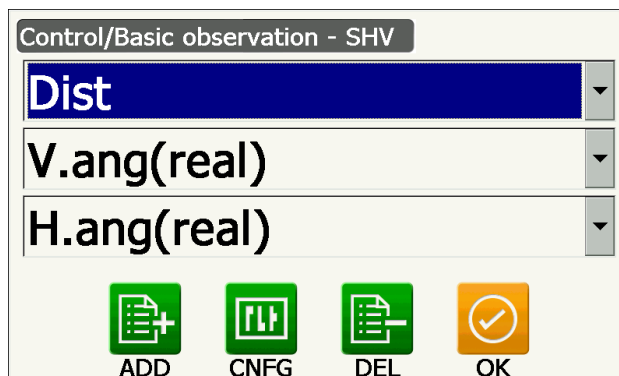 Control/Basic observation - SHV
Dist
V.ang(real)
H.ang(real)
ADD CNFG DEL OK